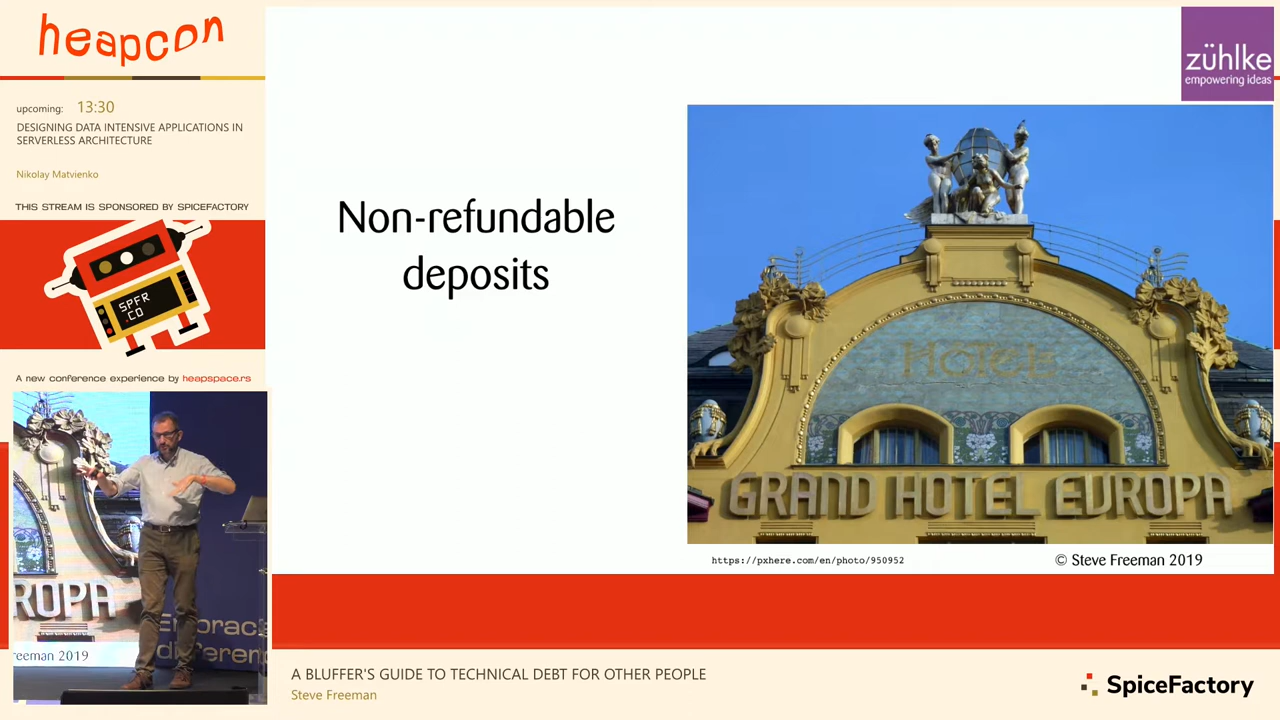 heapcon
upcoming: 13:30
DESIGNING DATA INTENSIVE APPLICATIONS IN
SERVERLESS ARCHITECTURE
Nikolay Matvienko
THIS STREAM IS SPONSORED BY SPICEFACTORY
SPFR
.CO
A new conference experience by heapspace.rs
ROPA
reeman 2019
Embrac
differen
Non-refundable
deposits
zühlke
empowering ideas
HOTEL
GRAND HOTEL EVROPA
https://pxhere.com/en/photo/950952
© Steve Freeman 2019
A BLUFFER'S GUIDE TO TECHNICAL DEBT FOR OTHER PEOPLE
Steve Freeman
SpiceFactory